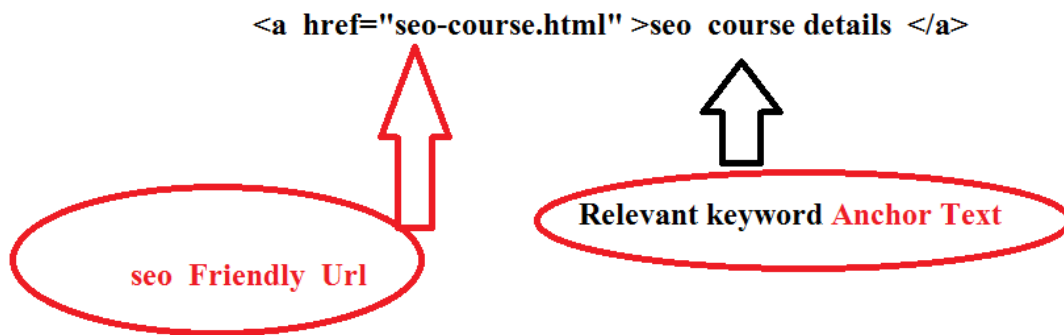 <a href="seo-course.html" >seo course details </a>
Relevant keyword Anchor Text
seo Friendly Url